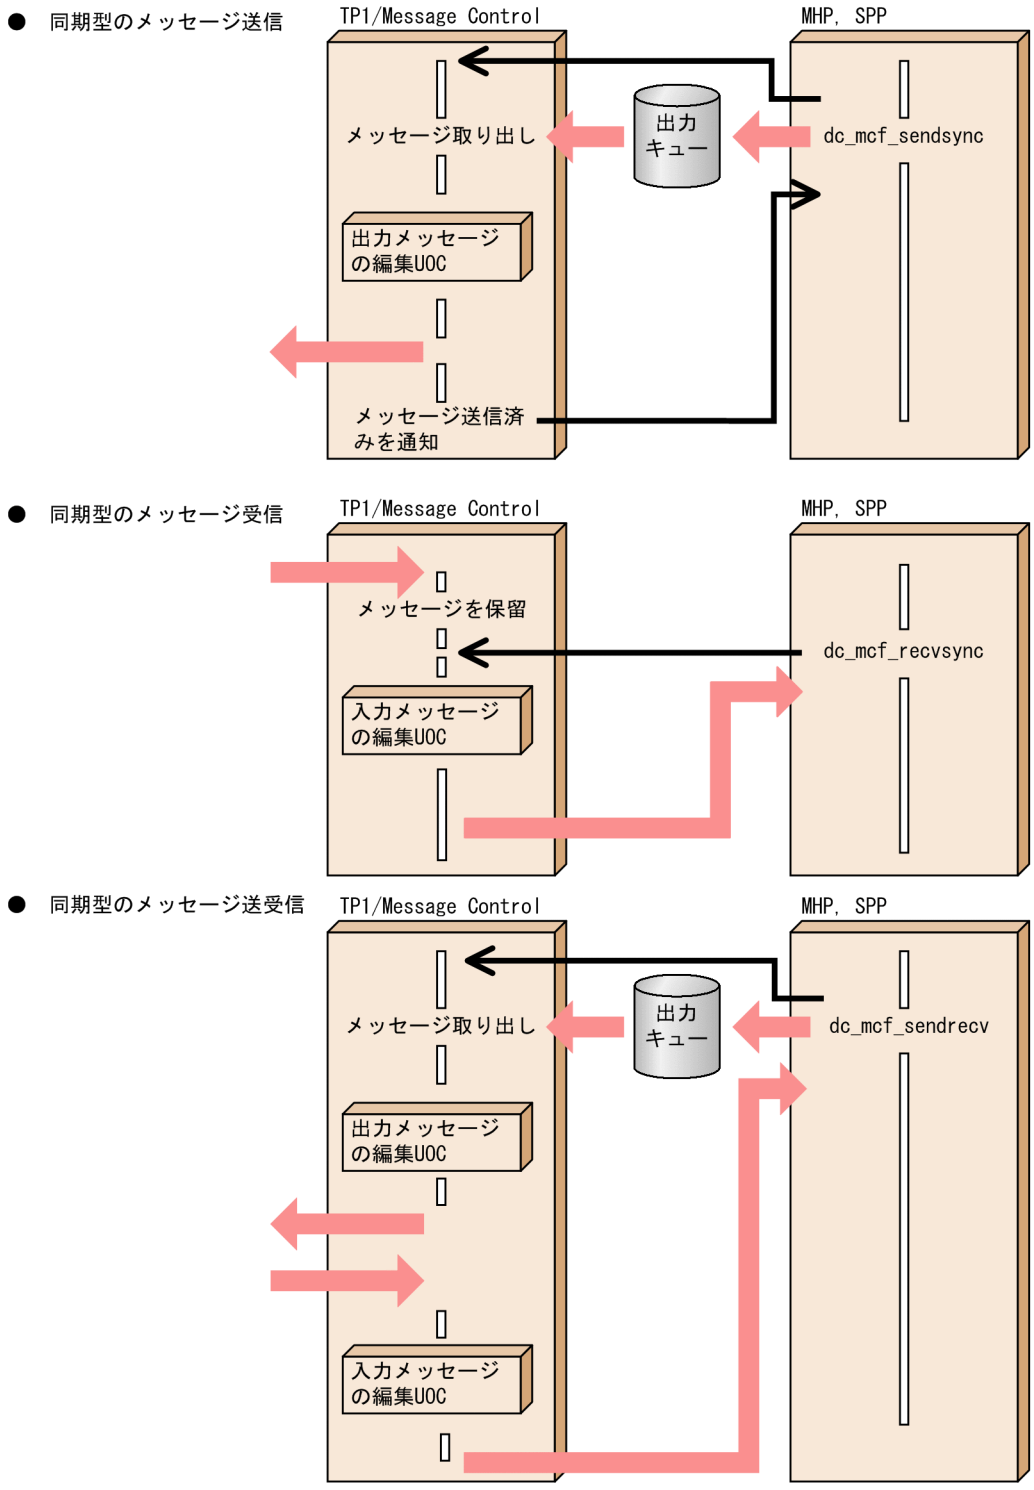 ● 同期型のメッセージ送信
TP1/Message Control
MHP, SPP
メッセージ取り出し
出力
キュー
dc_mcf_sendsync
出力メッセージ
の編集UOC
メッセージ送信済
みを通知
● 同期型のメッセージ受信
TP1/Message Control
MHP, SPP
メッセージを保留
dc_mcf_recvsync
入力メッセージ
の編集UOC
● 同期型のメッセージ送受信
TP1/Message Control
MHP, SPP
メッセージ取り出し
出力
キュー
dc_mcf_sendrecv
出力メッセージ
の編集UOC
入力メッセージ
の編集UOC